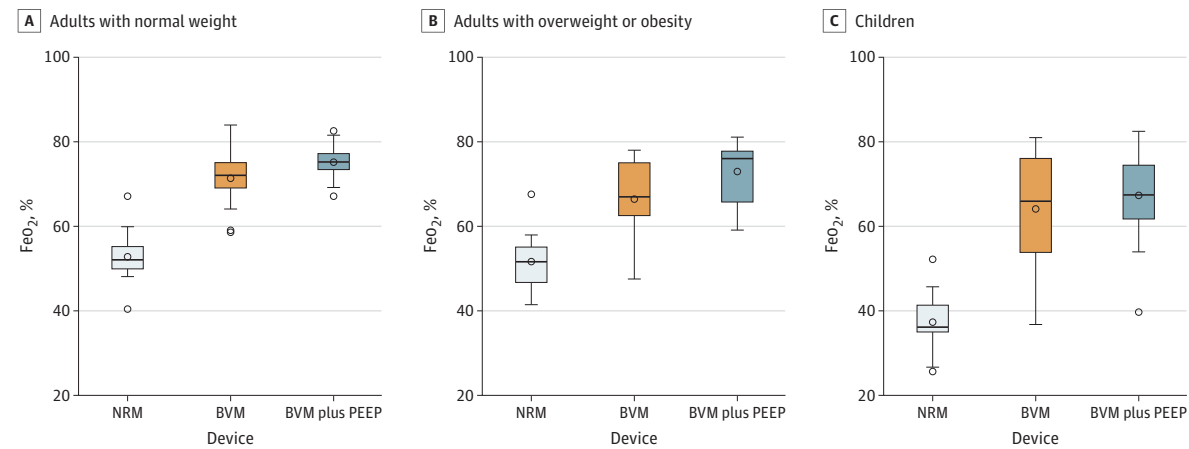 A Adults with normal weight
100
80
60
40
20
Feo2, %
NRM
BVM
BVM plus PEEP
Device
B Adults with overweight or obesity
100
80
60
40
20
Feo2, %
NRM
BVM
BVM plus PEEP
Device
C Children
100
80
60
40
20
Feo2, %
NRM
BVM
BVM plus PEEP
Device